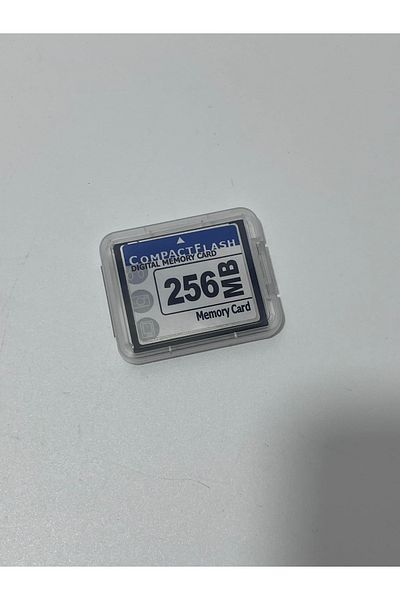 COMPACTFLASH
DIGITAL MEMORY CARD
256
MB
Memory Card